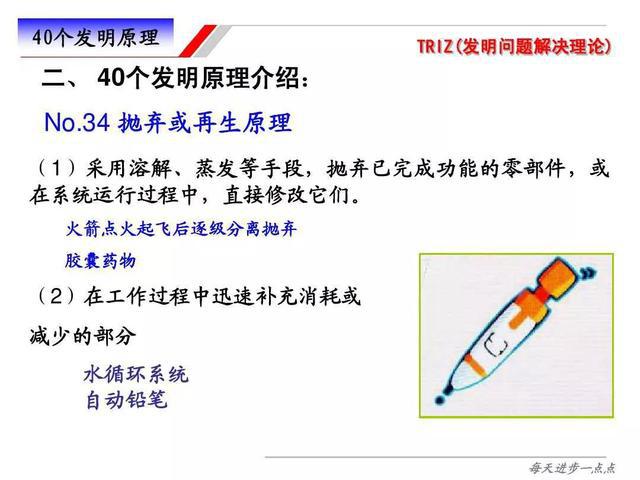 40个发明原理
TRIZ(发明问题解决理论)
二、 40个发明原理介绍：
No.34 抛弃或再生原理
（1）采用溶解、蒸发等手段，抛弃已完成功能的零部件，或
在系统运行过程中，直接修改它们。
火箭点火起飞后逐级分离抛弃
胶囊药物
（2）在工作过程中迅速补充消耗或
减少的部分
水循环系统
自动铅笔
每天进步一点点